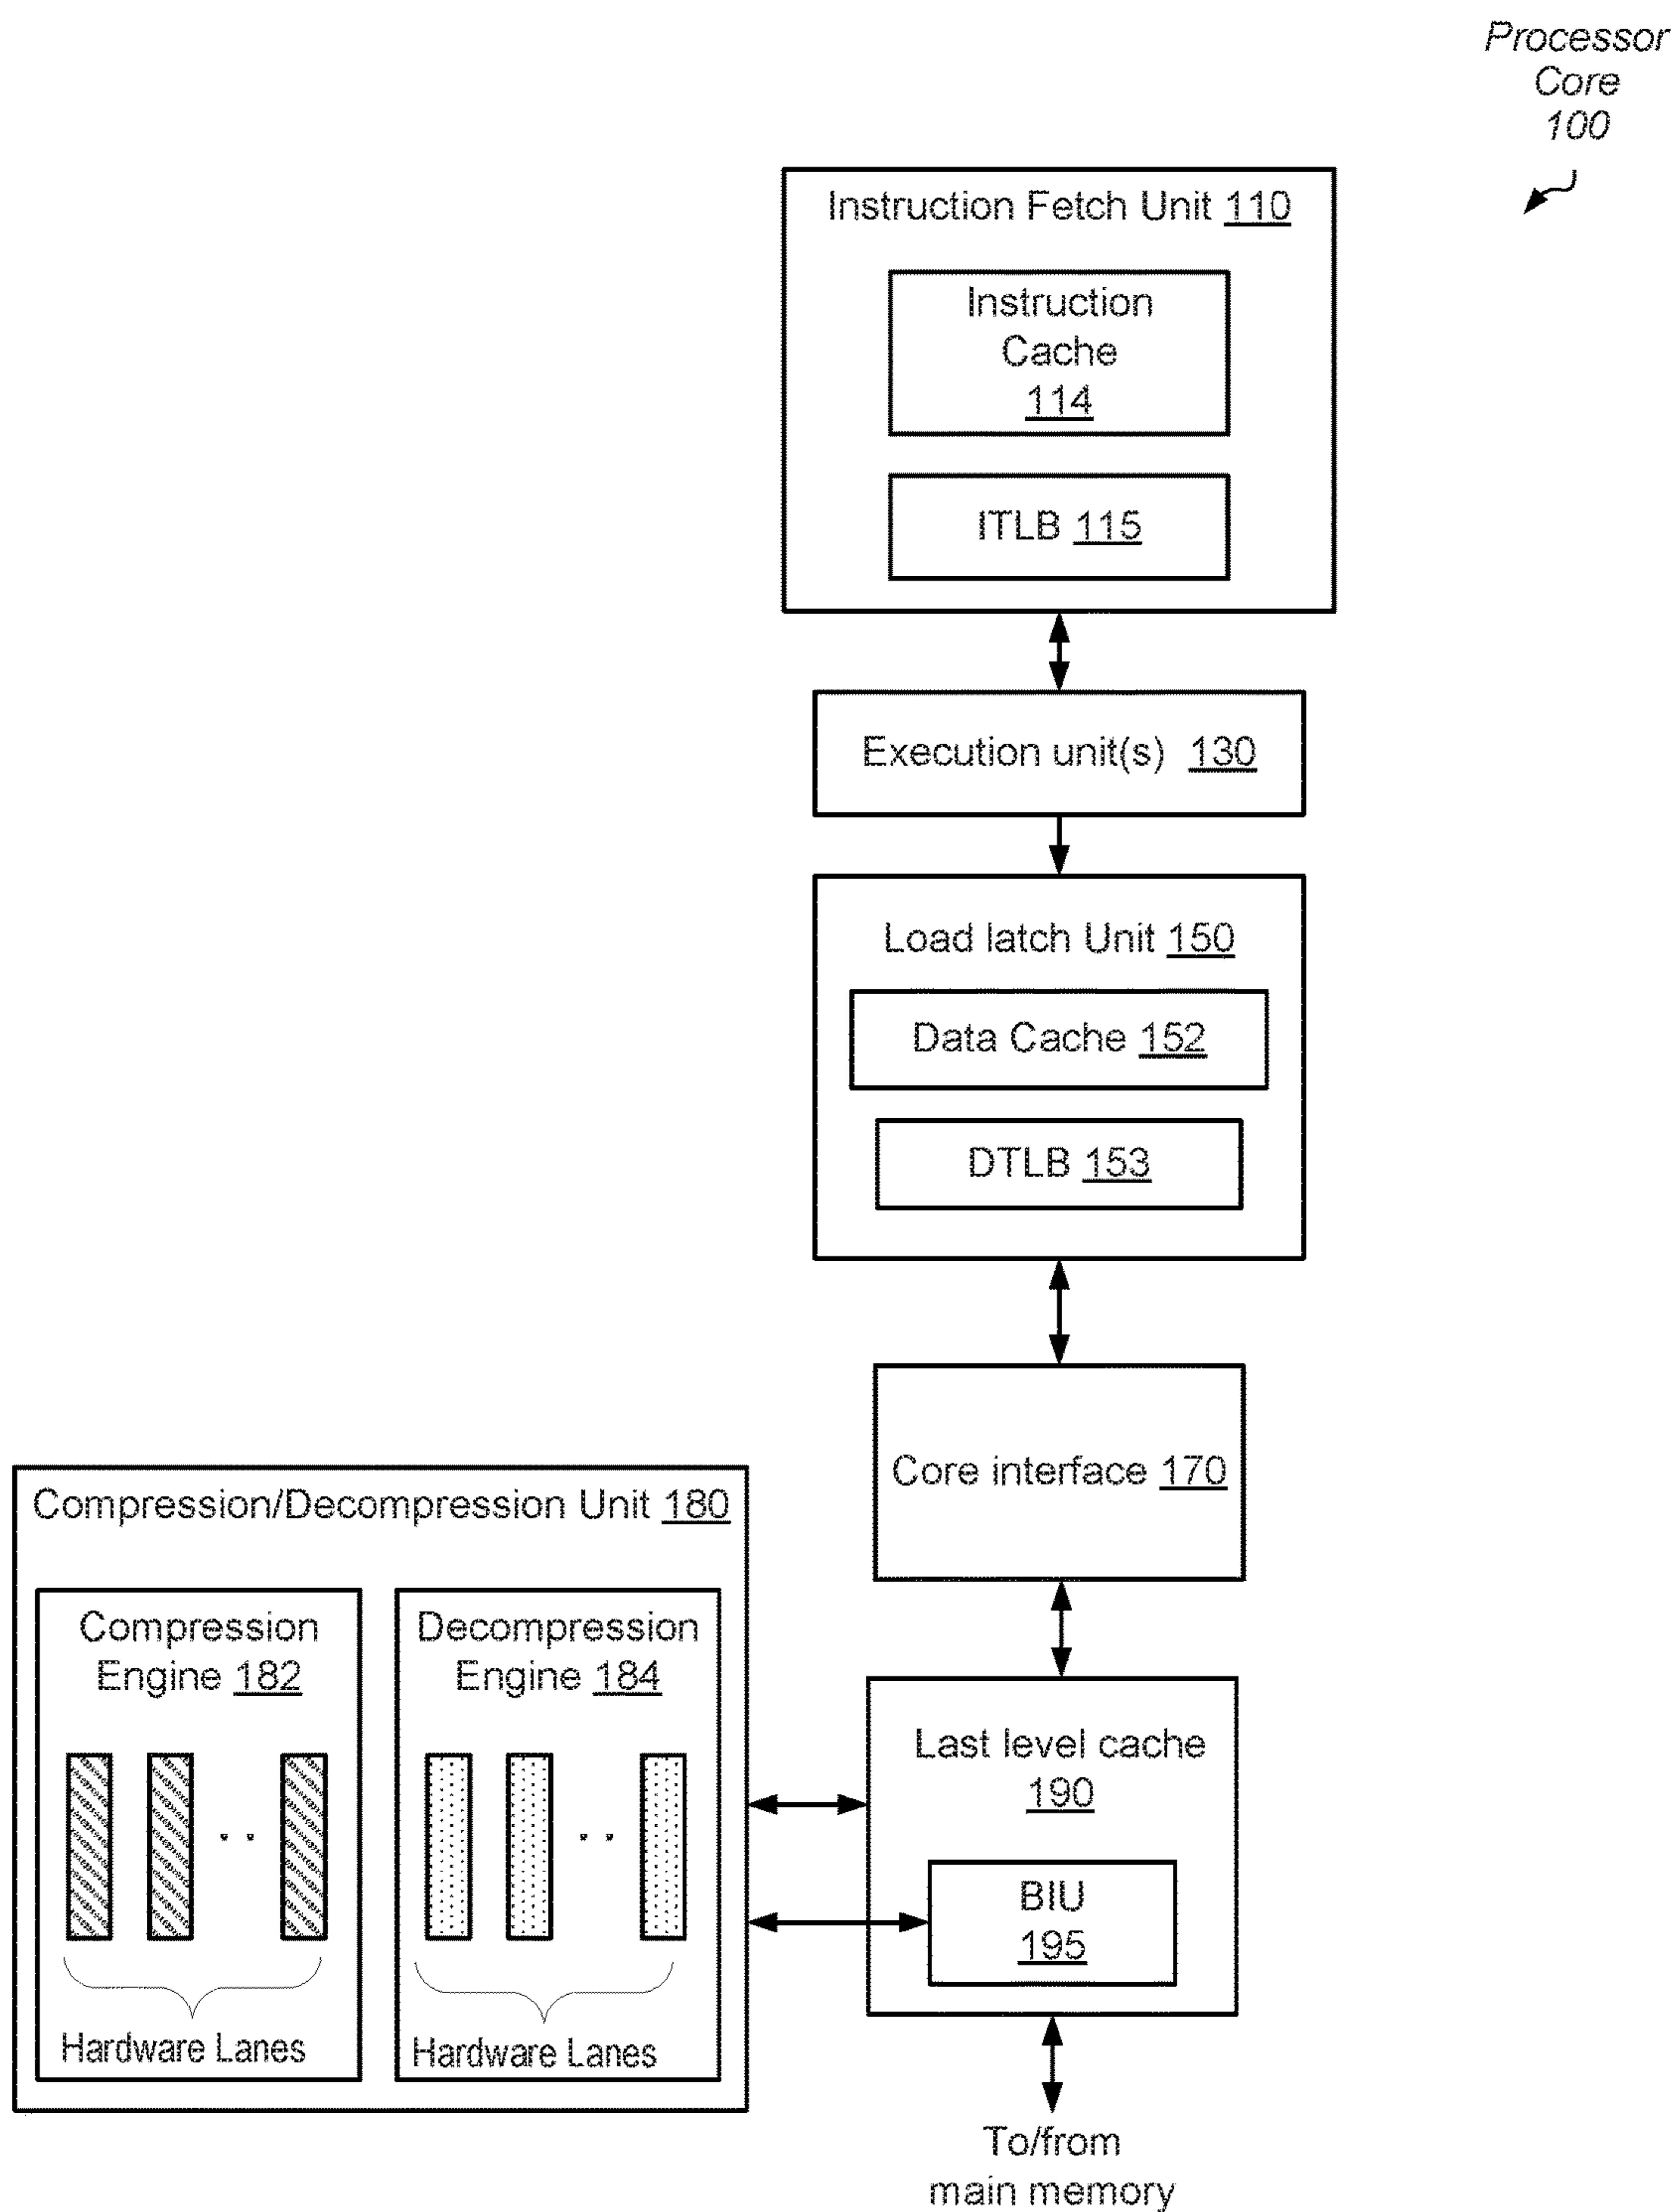 Processor
Core
100
Instruction Fetch Unit 110
Instruction
Cache
114
ITLB 115
Execution unit(s) 130
Load latch Unit 150
Data Cache 152
DTLB 153
Core interface 170
Compression/Decompression Unit 180
Compression
Engine 182
Hardware Lanes
Decompression
Engine 184
Hardware Lanes
Last level cache
190
BIU
195
To/from
main memory